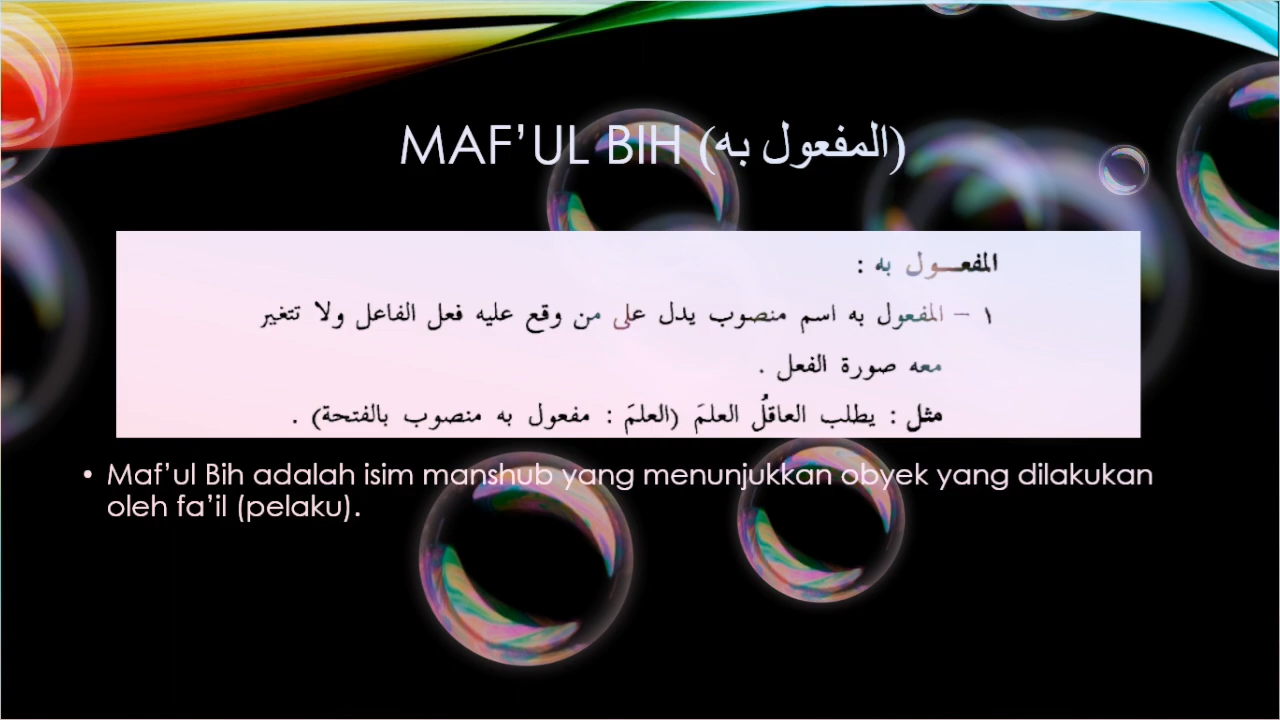 MAF’UL BIH (المفعول به)
المفعــول به :
١ – المفعول به اسم منصوب يدل على من وقع عليه فعل الفاعل ولا تتغير
معه صورة الفعل .
مثل : يطلب العاقلُ العلمَ (العلمَ : مفعول به منصوب بالفتحة) .
• Maf’ul Bih adalah isim manshub yang menunjukkan obyek yang dilakukan
oleh fa’il (pelaku).